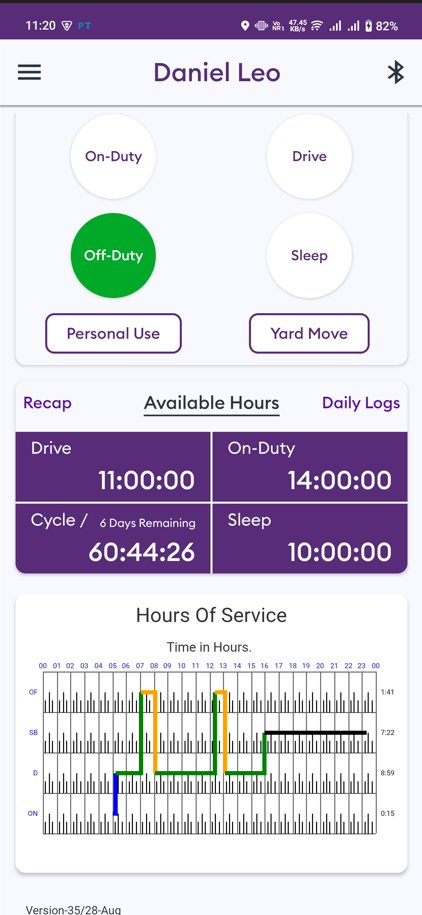 11:20 PT Vo NR1 47.45 KB/s 82%
Daniel Leo
On-Duty Drive
Off-Duty Sleep
Personal Use Yard Move
Recap Available Hours Daily Logs
Drive On-Duty
11:00:00 14:00:00
Cycle / 6 Days Remaining Sleep
60:44:26 10:00:00
Hours Of Service
Time in Hours.
00 01 02 03 04 05 06 07 08 09 10 11 12 13 14 15 16 17 18 19 20 21 22 23 00
OF 1:41
SB 7:22
D 8:59
ON 0:15
Version-35/28-Aug